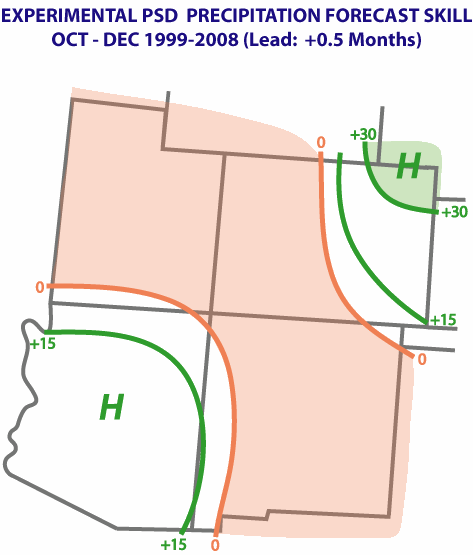 EXPERIMENTAL PSD PRECIPITATION FORECAST SKILL
OCT - DEC 1999-2008 (Lead: +0.5 Months)
0
+30
H
+30
0
+15
+15
0
H
+15
0